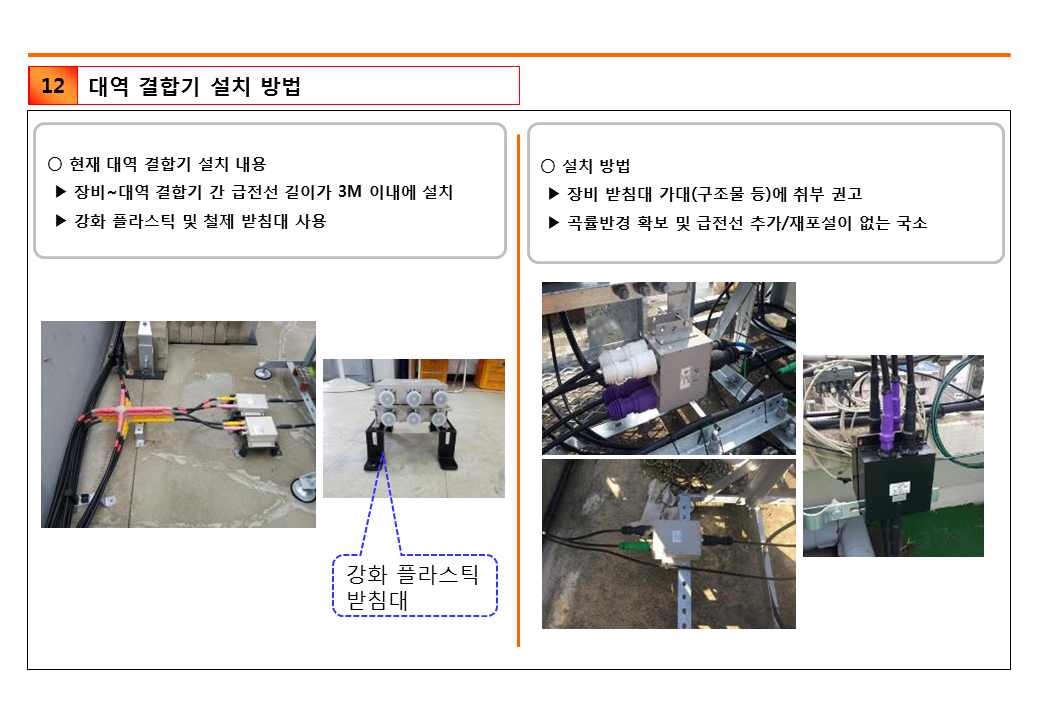 12
대역 결합기 설치 방법
○ 현재 대역 결합기 설치 내용
▶ 장비~대역 결합기 간 급전선 길이가 3M 이내에 설치
▶ 강화 플라스틱 및 철제 받침대 사용
강화 플라스틱
받침대
○ 설치 방법
▶ 장비 받침대 가대(구조물 등)에 취부 권고
▶ 곡률반경 확보 및 급전선 추가/재포설이 없는 국소